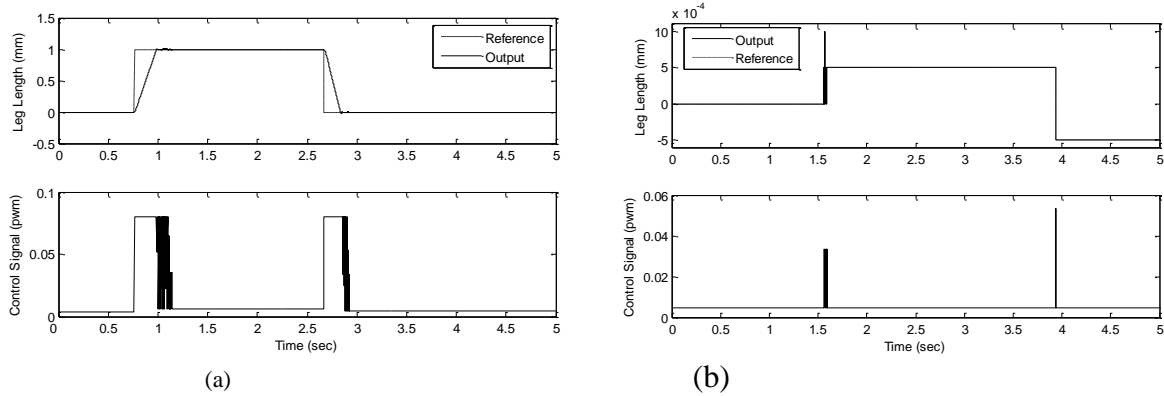 1.5
1
0.5
0
-0.5
Leg Length (mm)
Reference
Output
0 0.5 1 1.5 2 2.5 3 3.5 4 4.5 5
0.1
0.05
0
Control Signal (pwm)
0 0.5 1 1.5 2 2.5 3 3.5 4 4.5 5
Time (sec)
(a)
x 10-4
10
5
0
-5
Leg Length (mm)
Output
Reference
0 0.5 1 1.5 2 2.5 3 3.5 4 4.5 5
0.06
0.04
0.02
0
Control Signal (pwm)
0 0.5 1 1.5 2 2.5 3 3.5 4 4.5 5
Time (sec)
(b)